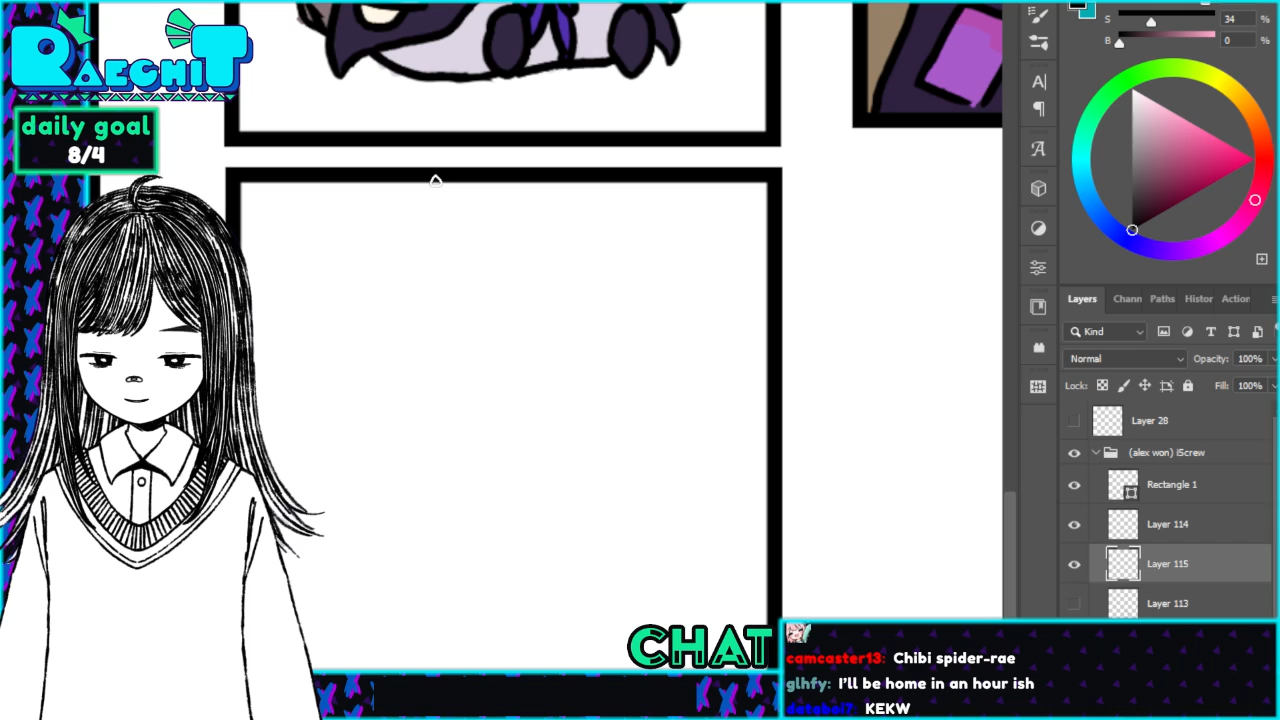 RAECHIT
daily goal
8/4
S 34 %
B 0 %
Layers Chann Paths Histor Action
Kind
Normal Opacity: 100%
Lock: Fill: 100%
Layer 28
(alex won) iScrew
Rectangle 1
Layer 114
Layer 115
Layer 113
CHAT
camcaster13: Chibi spider-rae
glhfy: I'll be home in an hour ish
databoi7: KEKW